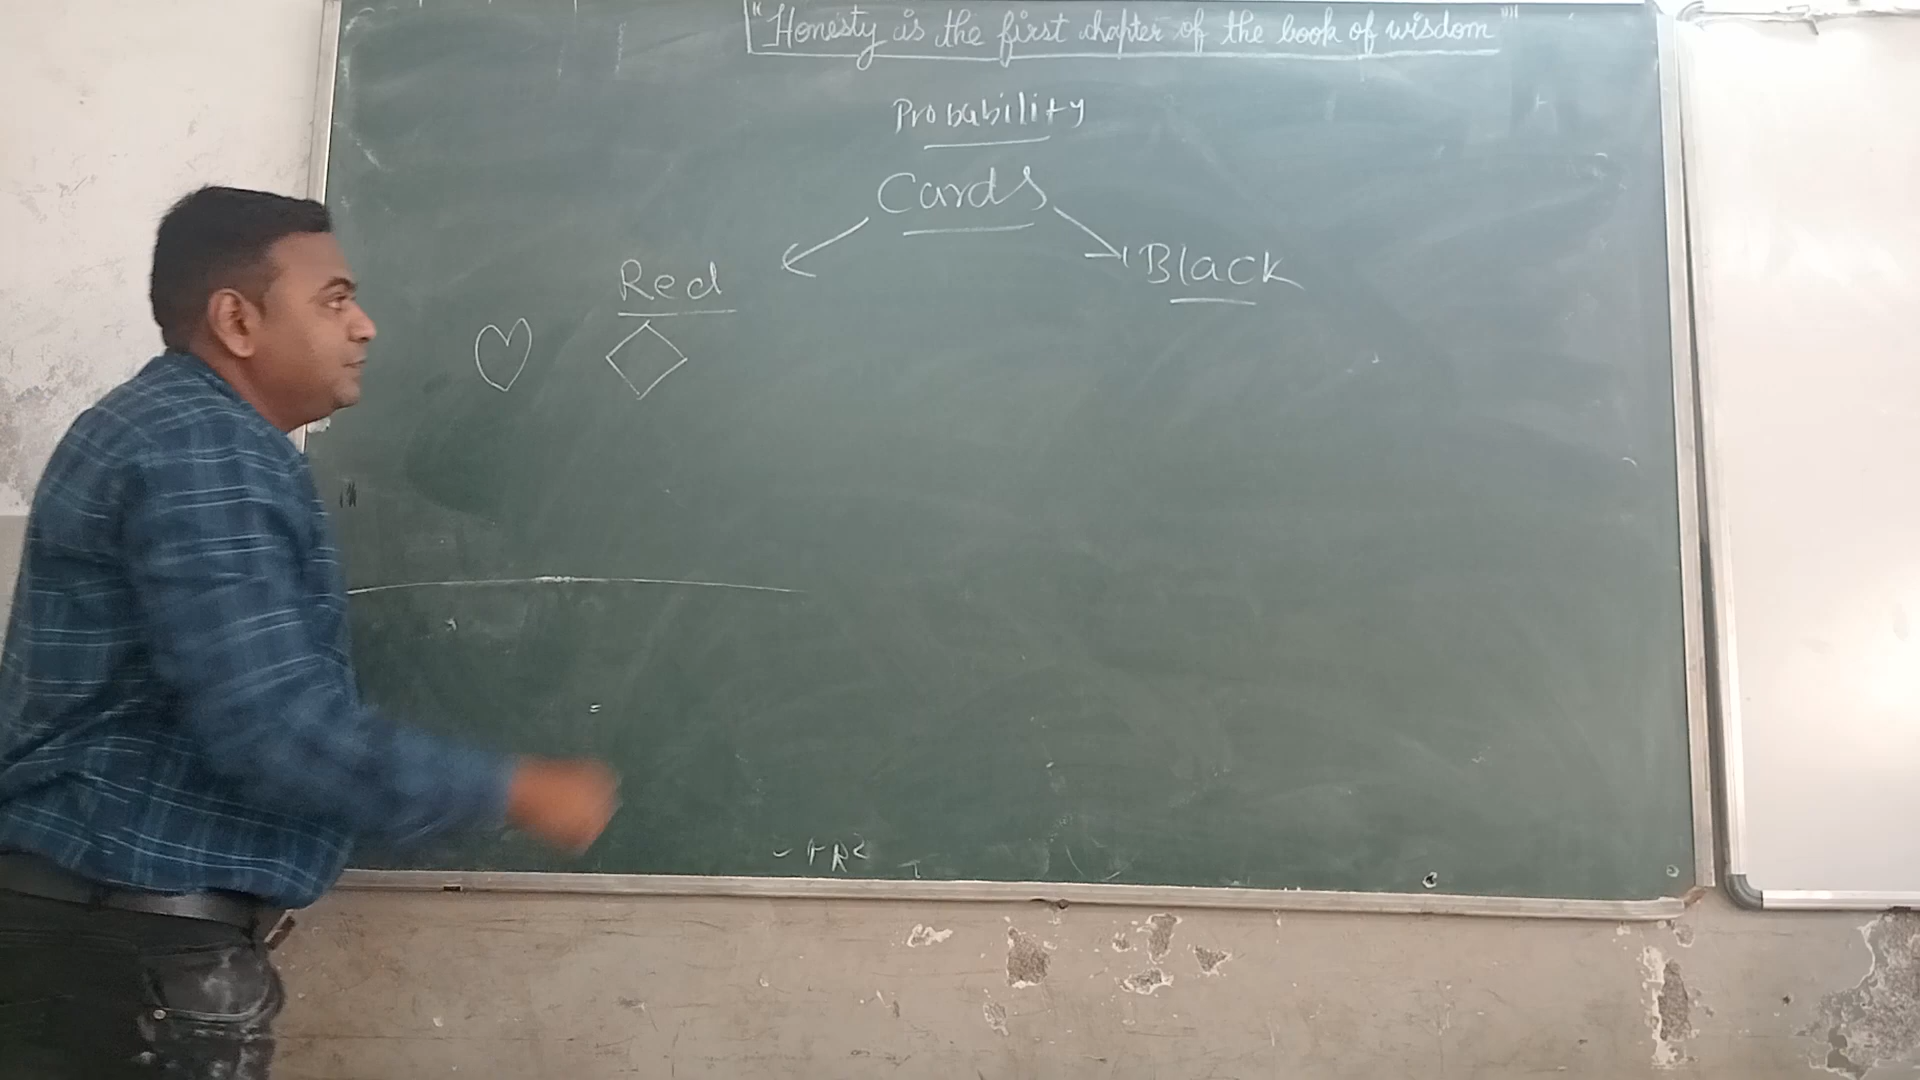 "Honesty is the first chapter of the book of wisdom"
Probability
Cards
Red
Black